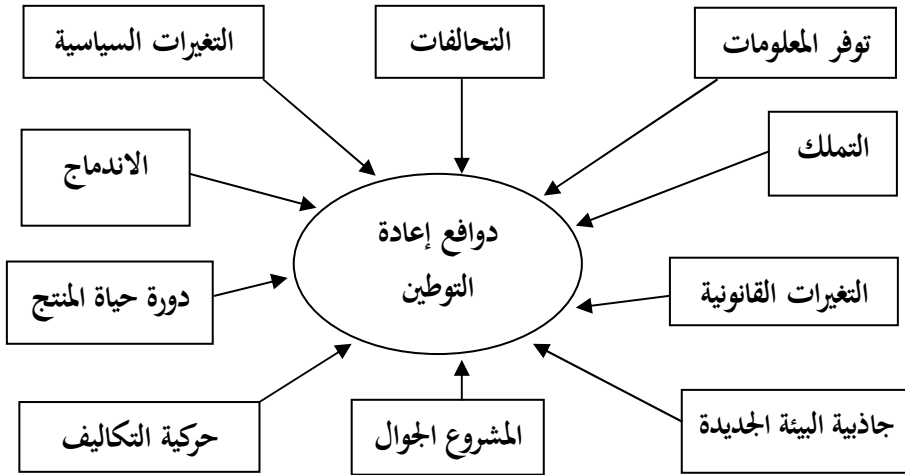 توفر المعلومات
التحالفات
التغيرات السياسية
التملك
الاندماج
دوافع إعادة
التوطين
التغيرات القانونية
دورة حياة المنتج
جاذبية البيئة الجديدة
المشروع الجوال
حركية التكاليف